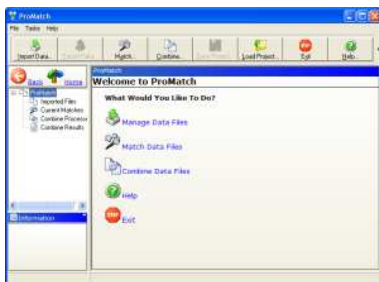 ProMatch
File Tasks Help
Import Data... Match... Combine... Load Project... Exit Help...
Back Home
ProMatch
Imported Files
Current Matches
Combine Processor
Combine Results
Information
ProMatch
Welcome to ProMatch
What Would You Like To Do?
Manage Data Files
Match Data Files
Combine Data Files
Help
Exit